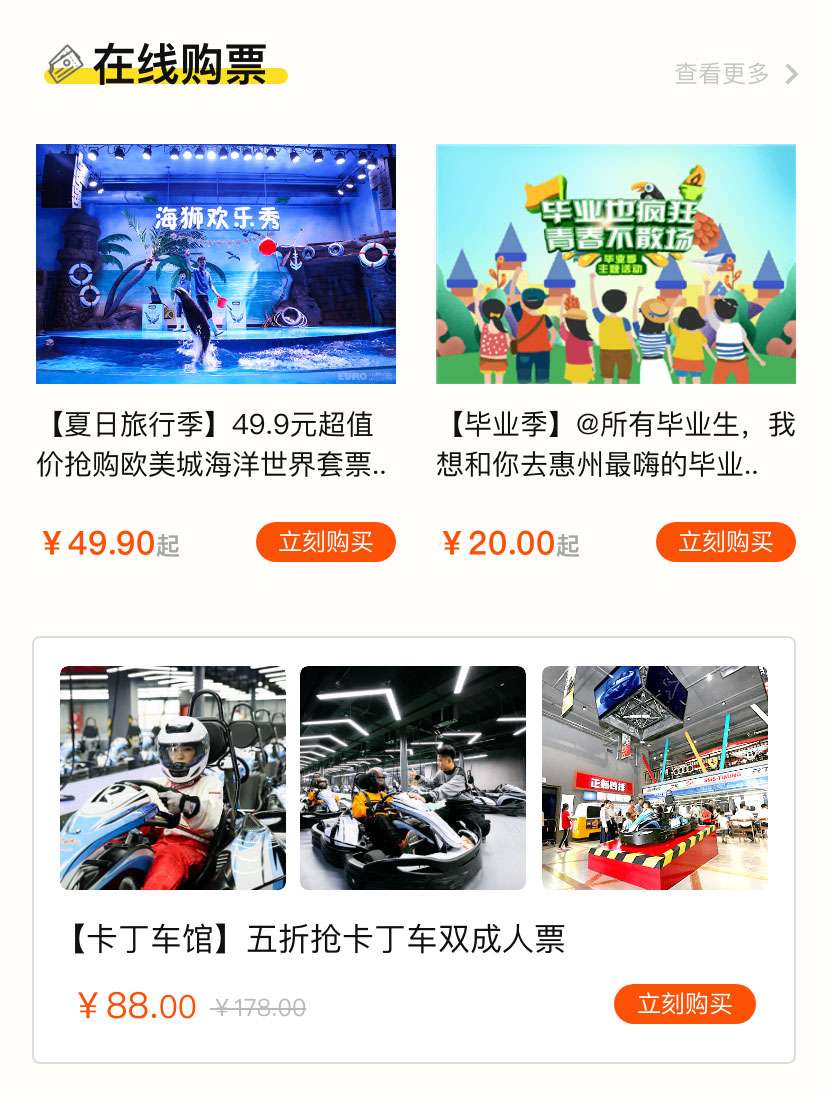 在线购票
查看更多
海狮欢乐秀
毕业也疯狂
青春不散场
毕业季
主题活动
【夏日旅行季】49.9元超值
价抢购欧美城海洋世界套票..
【毕业季】@所有毕业生，我
想和你去惠州最嗨的毕业..
￥49.90起
立刻购买
￥20.00起
立刻购买
12
正新鸡排
【卡丁车馆】五折抢卡丁车双成人票
￥88.00 ￥178.00
立刻购买